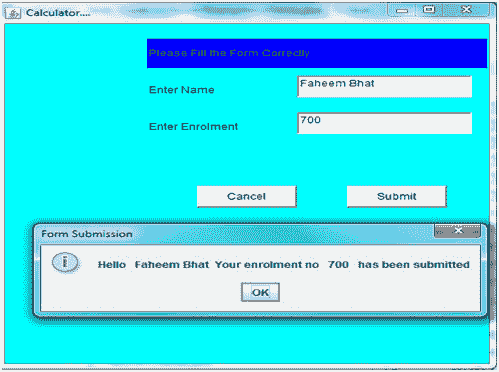 Calculator....
Please Fill the Form Correctly
Enter Name
Faheem Bhat
Enter Enrolment
700
Cancel
Submit
Form Submission
Hello Faheem Bhat Your enrolment no 700 has been submitted
OK